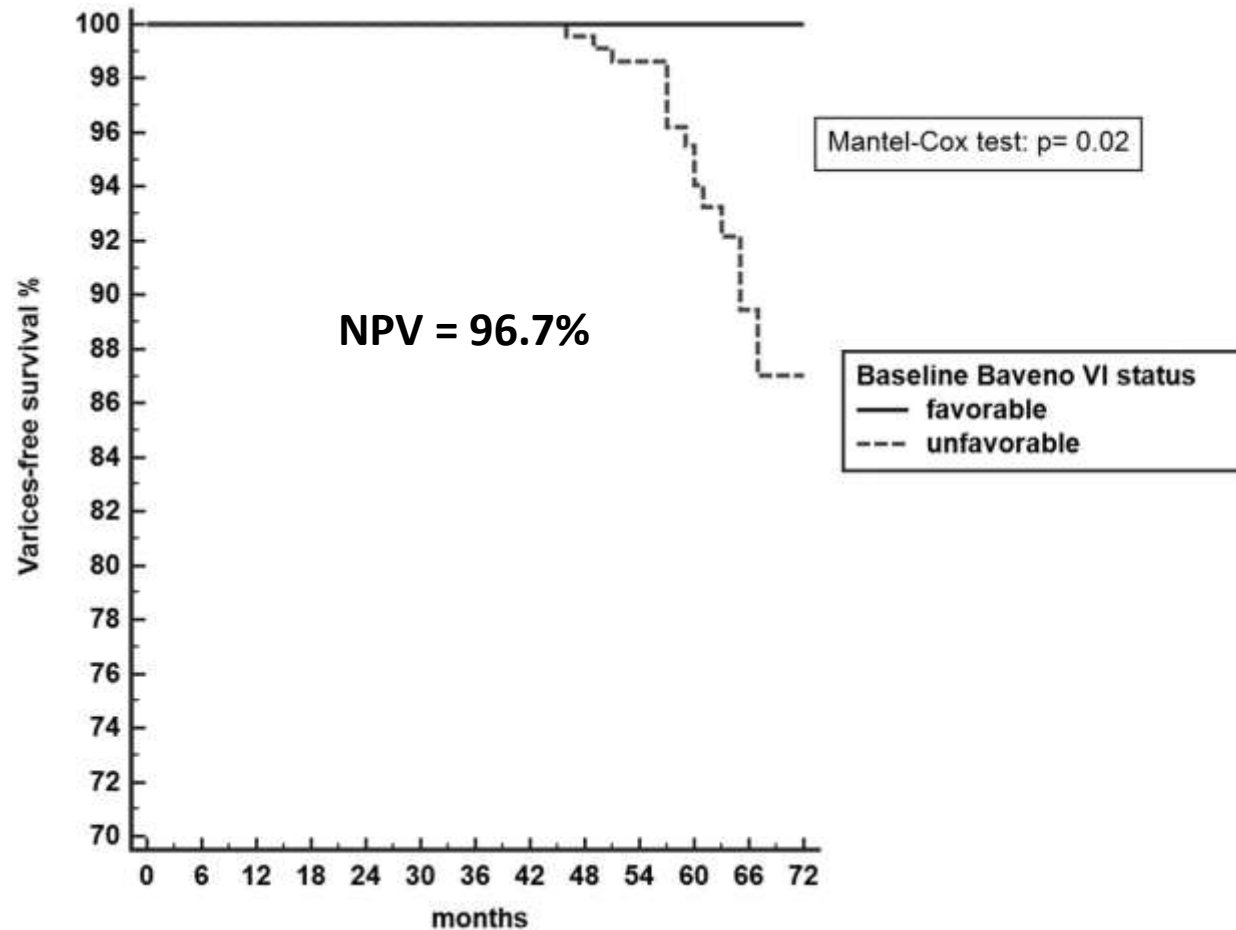 100
98
96
94
92
90
88
86
84
82
80
78
76
74
72
70
Varices-free survival %
0 6 12 18 24 30 36 42 48 54 60 66 72
months
NPV = 96.7%
Mantel-Cox test: p= 0.02
Baseline Baveno VI status
favorable
unfavorable